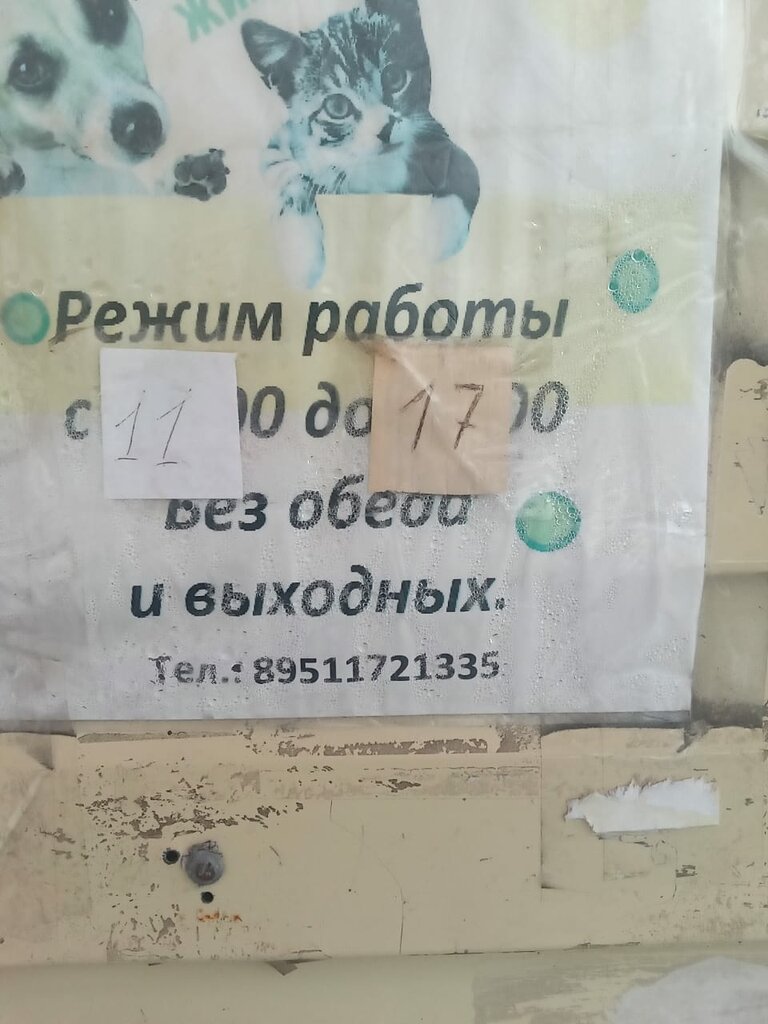 Режим работы
с 11 00 до 17 00
Без обеда
и выходных.
Тел.: 89511721335